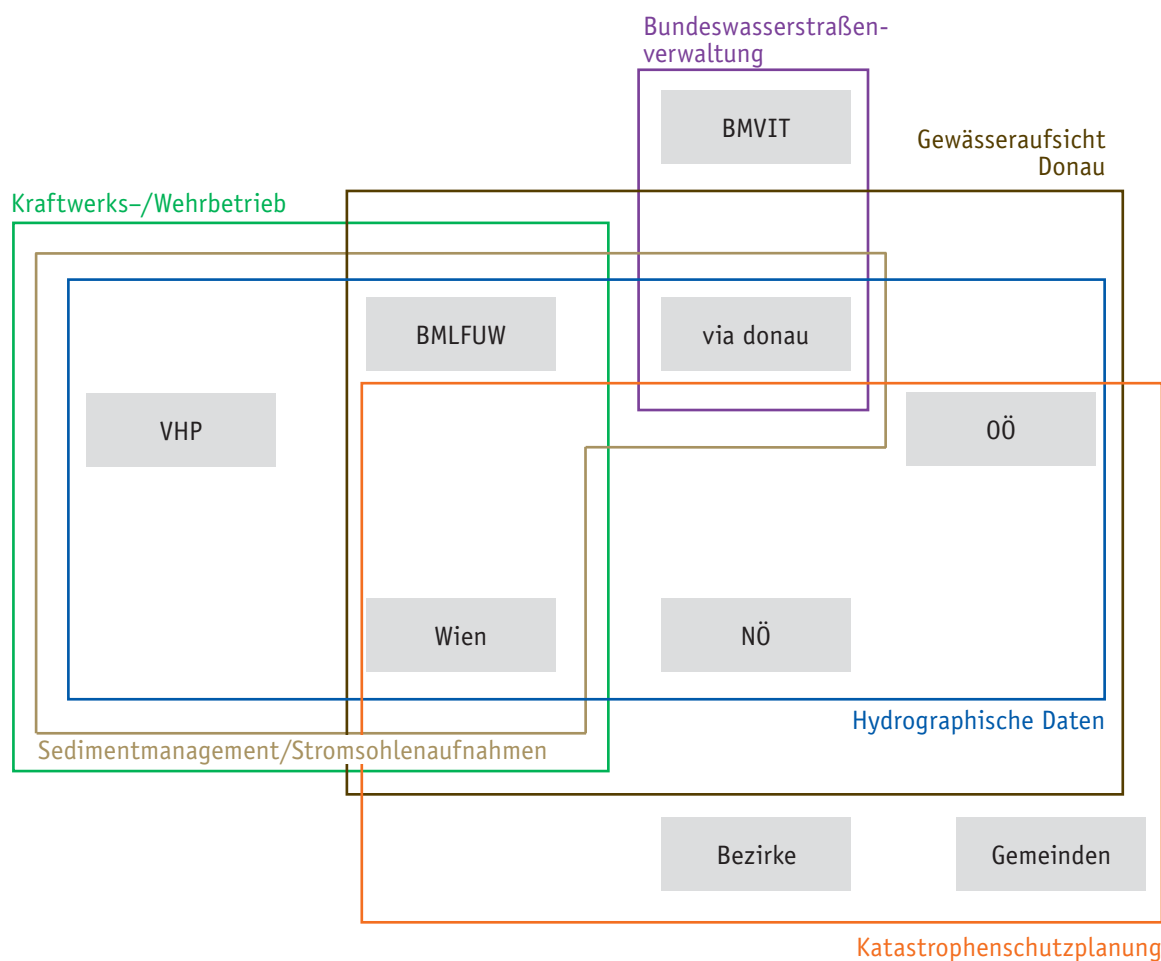 Bundeswasserstraßen-
verwaltung
BMVIT
Gewässeraufsicht
Donau
Kraftwerks–/Wehrbetrieb
BMLFUW
via donau
VHP
OÖ
Wien
NÖ
Hydrographische Daten
Sedimentmanagement/Stromsohlenaufnahmen
Bezirke
Gemeinden
Katastrophenschutzplanung